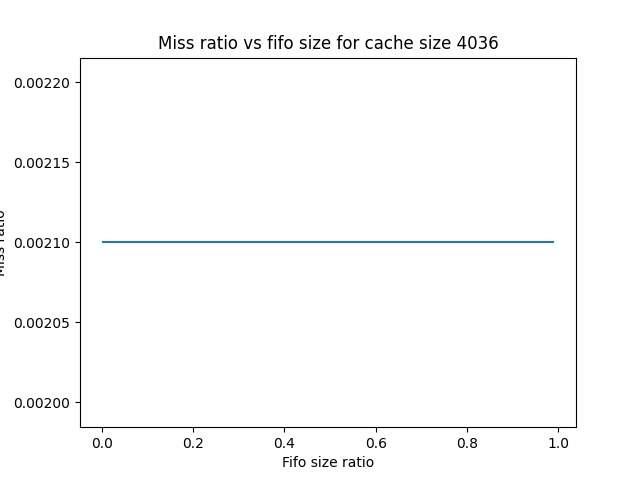 Miss ratio vs fifo size for cache size 4036
0.00220
0.00215
0.00210
0.00205
0.00200
Miss ratio
0.0 0.2 0.4 0.6 0.8 1.0
Fifo size ratio